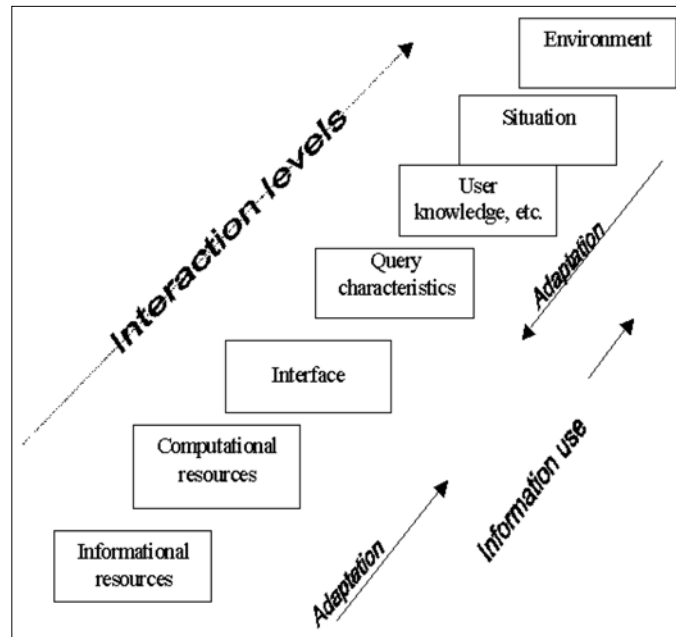 Environment
Situation
User
knowledge, etc.
Query
characteristics
Interface
Computational
resources
Informational
resources
Interaction levels
Adaptation
Information use
Adaptation